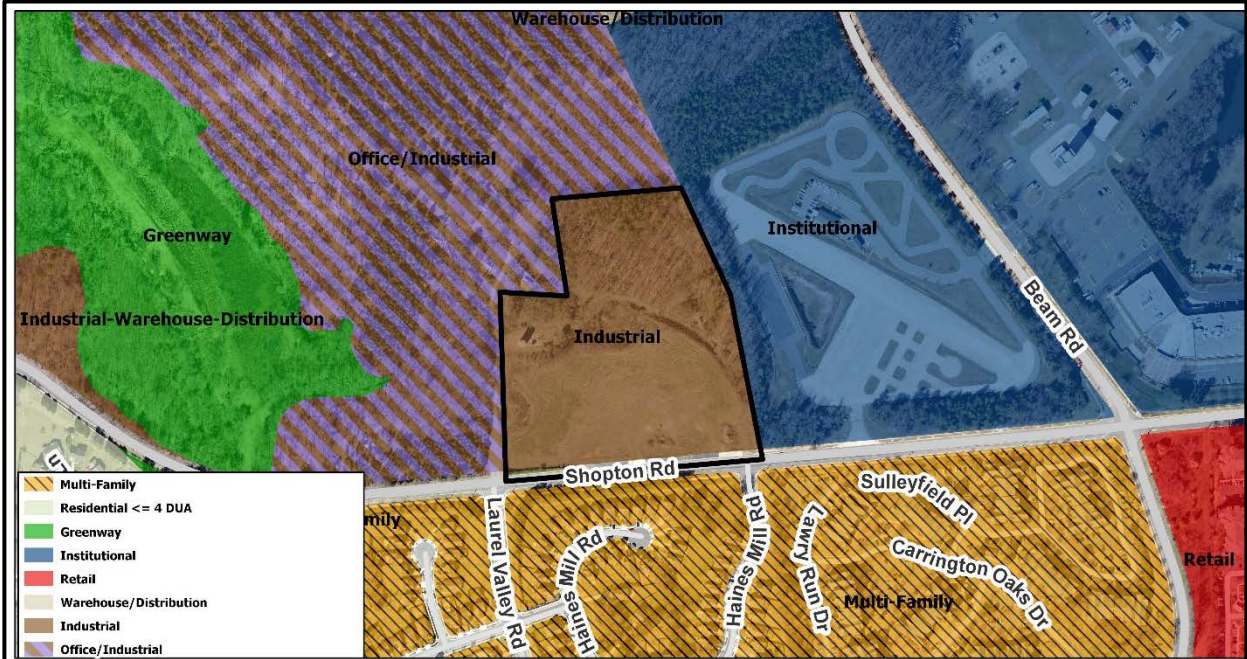 Warehouse/Distribution
Office/Industrial
Greenway
Institutional
Industrial-Warehouse-Distribution
Industrial
Beam Rd
Ln
Shopton Rd
mily
Laurel Valley Rd
Haines Mill Rd
Haines Mill Rd
Lawry Run Dr
Sulleyfield Pl
Carrington Oaks Dr
Multi-Family
Retail
Multi-Family
Residential <= 4 DUA
Greenway
Institutional
Retail
Warehouse/Distribution
Industrial
Office/Industrial